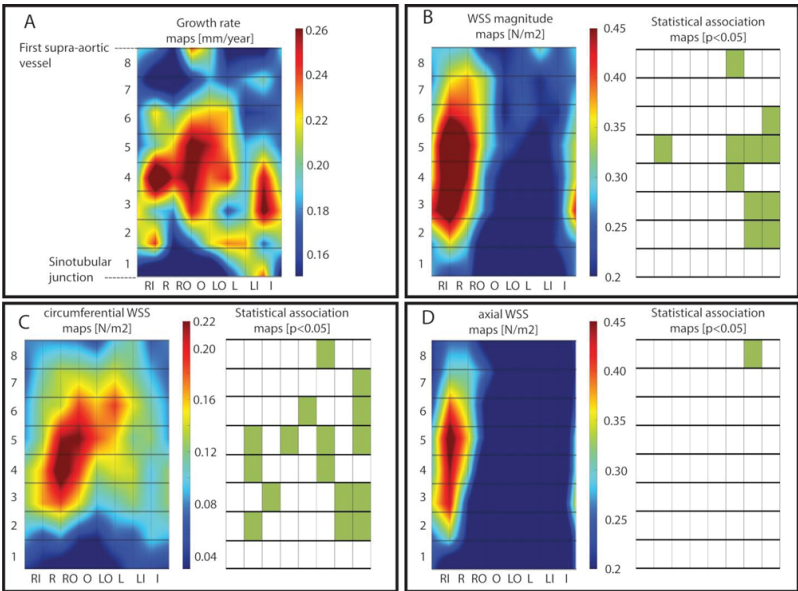 A
Growth rate
maps [mm/year]
First supra-aortic
vessel
8
7
6
5
4
3
2
1
Sinotubular
junction
RI R RO O LO L LI I
0.26
0.24
0.22
0.20
0.18
0.16
B
WSS magnitude
maps [N/m2]
Statistical association
maps [p<0.05]
8
7
6
5
4
3
2
1
RI R RO O LO L LI I
0.45
0.40
0.35
0.30
0.25
0.2
C
circumferential WSS
maps [N/m2]
Statistical association
maps [p<0.05]
8
7
6
5
4
3
2
1
RI R RO O LO L LI I
0.22
0.20
0.16
0.12
0.08
0.04
D
axial WSS
maps [N/m2]
Statistical association
maps [p<0.05]
8
7
6
5
4
3
2
1
RI R RO O LO L LI I
0.45
0.40
0.35
0.30
0.25
0.2